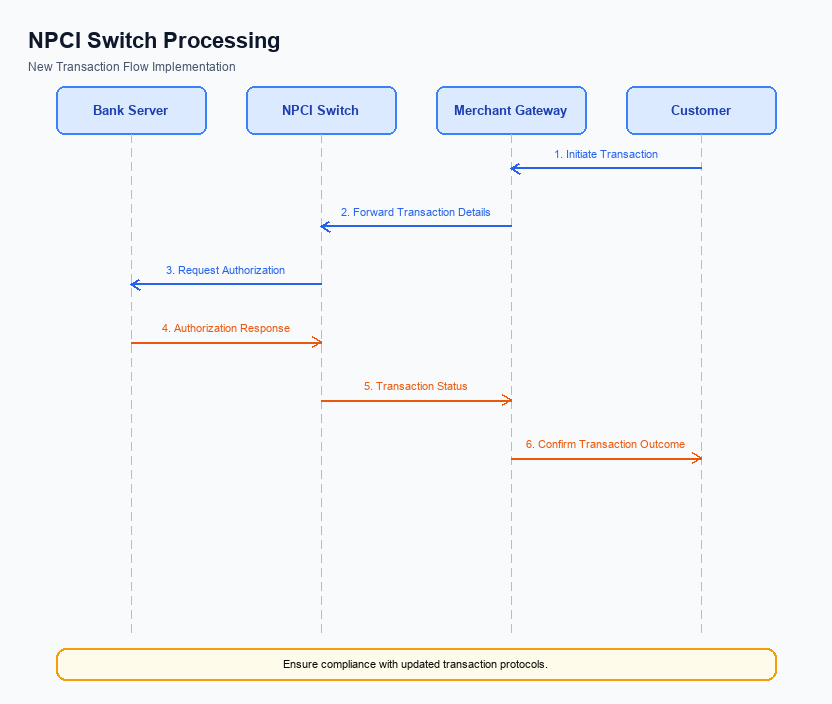 NPCI Switch Processing
New Transaction Flow Implementation
Bank Server
NPCI Switch
Merchant Gateway
Customer
1. Initiate Transaction
2. Forward Transaction Details
3. Request Authorization
4. Authorization Response
5. Transaction Status
6. Confirm Transaction Outcome
Ensure compliance with updated transaction protocols.